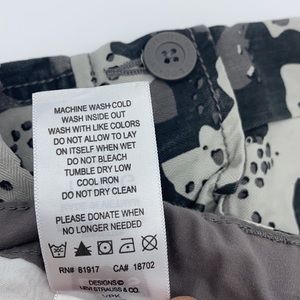 MACHINE WASH COLD
WASH INSIDE OUT
WASH WITH LIKE COLORS
DO NOT ALLOW TO LAY
ON ITSELF WHEN WET
DO NOT BLEACH
TUMBLE DRY LOW
COOL IRON
DO NOT DRY CLEAN
PLEASE DONATE WHEN
NO LONGER NEEDED
RN# 81917 CA# 18702
DESIGNS ©
LEVI STRAUSS & CO.
VPK